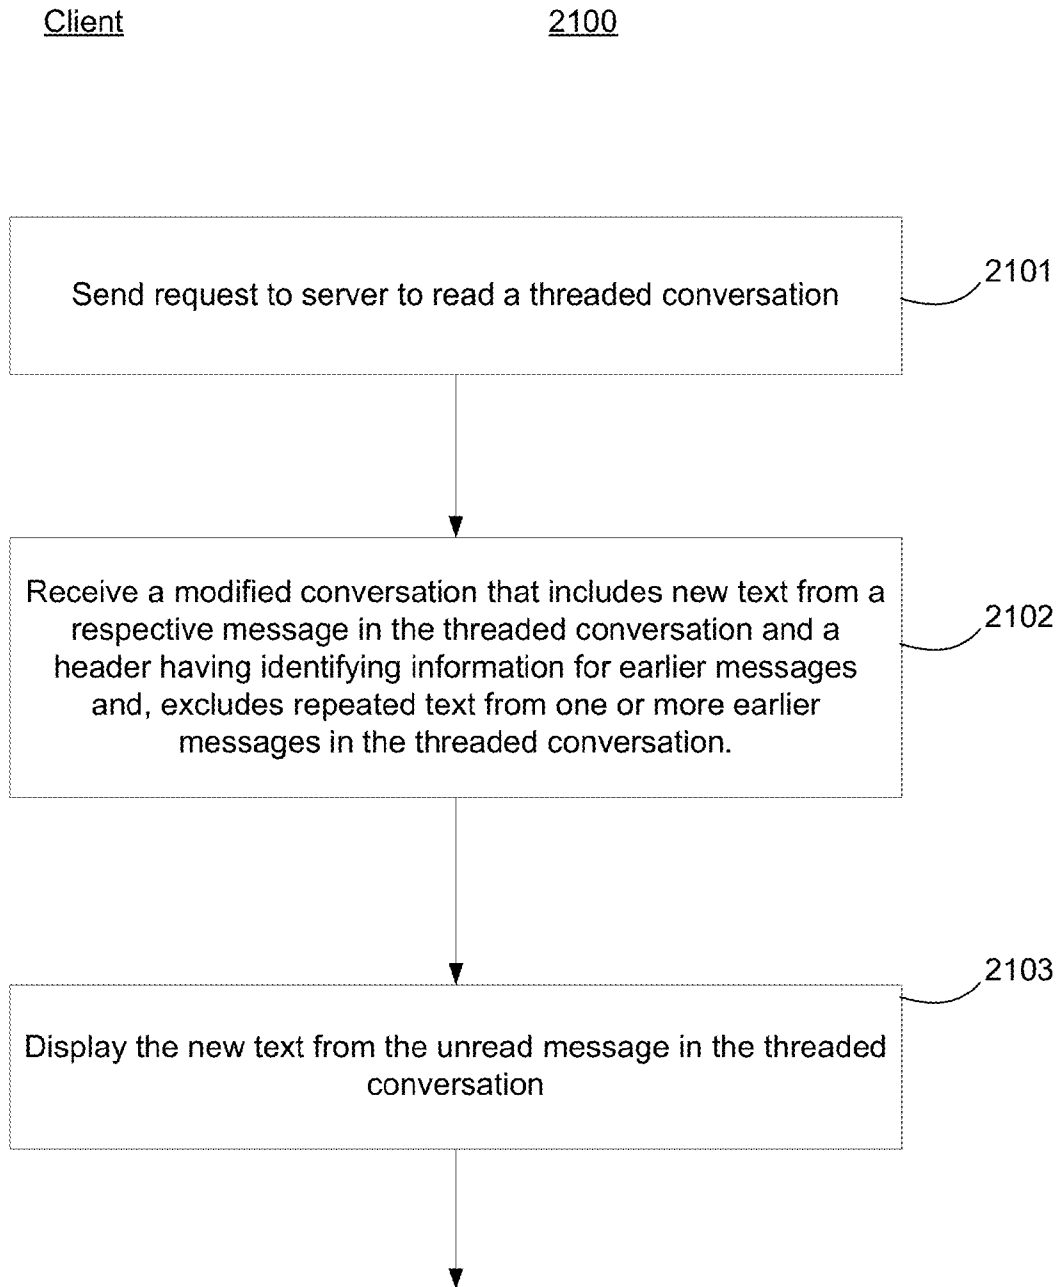 Client 2100
Send request to server to read a threaded conversation
2101
Receive a modified conversation that includes new text from a
respective message in the threaded conversation and a
header having identifying information for earlier messages
and, excludes repeated text from one or more earlier
messages in the threaded conversation.
2102
2103
Display the new text from the unread message in the threaded
conversation